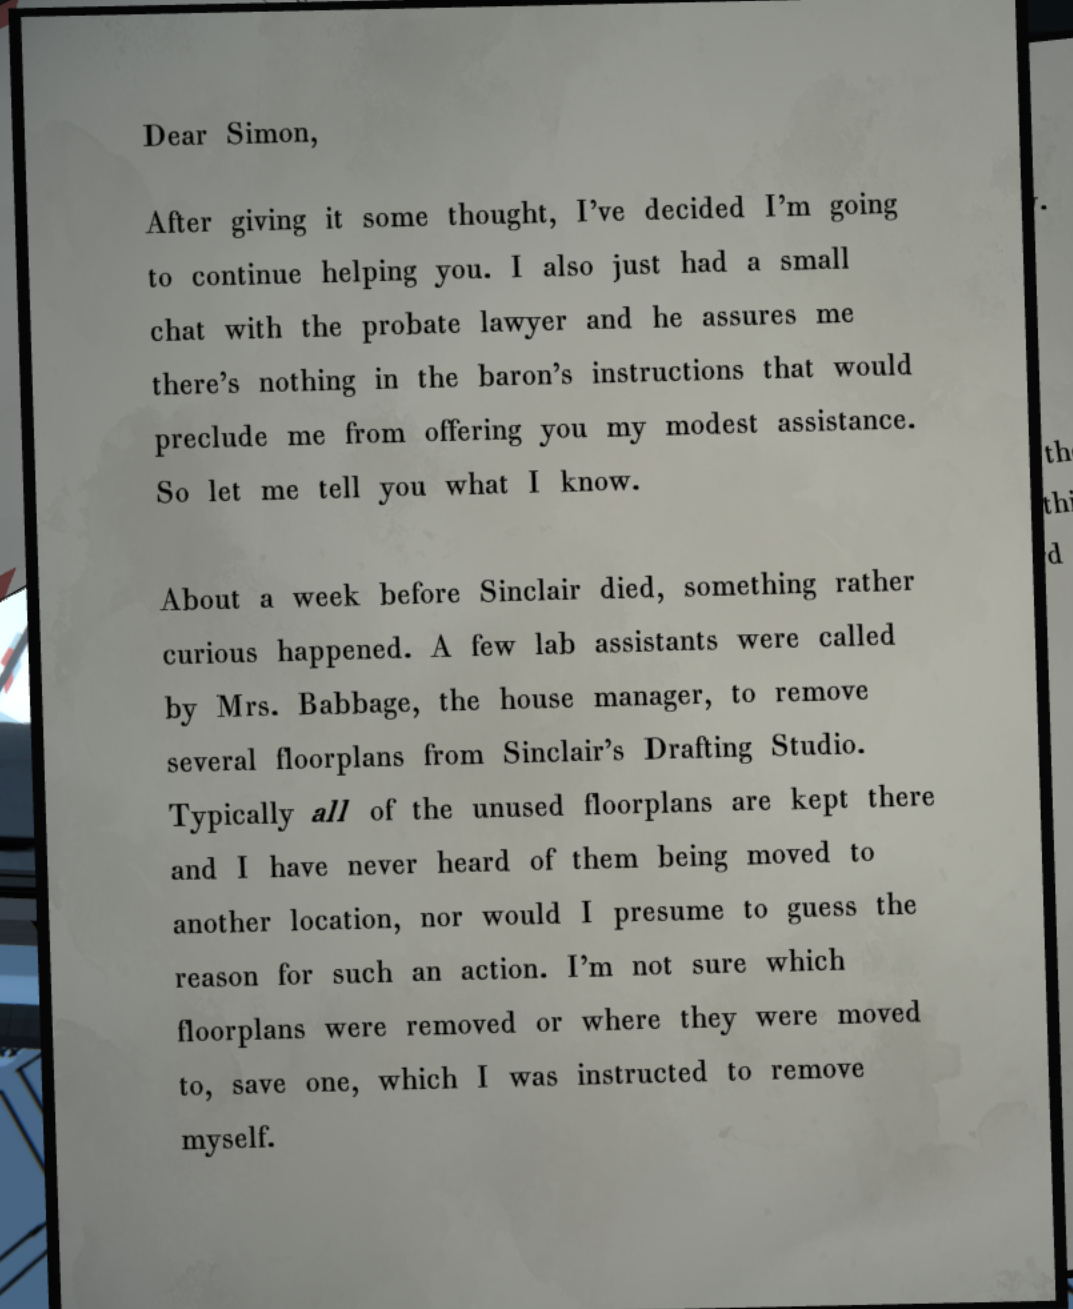 Dear Simon,
After giving it some thought, I've decided I'm going
to continue helping you. I also just had a small
chat with the probate lawyer and he assures me
there's nothing in the baron's instructions that would
preclude me from offering you my modest assistance.
So let me tell you what I know.
About a week before Sinclair died, something rather
curious happened. A few lab assistants were called
by Mrs. Babbage, the house manager, to remove
several floorplans from Sinclair's Drafting Studio.
Typically all of the unused floorplans are kept there
and I have never heard of them being moved to
another location, nor would I presume to guess the
reason for such an action. I'm not sure which
floorplans were removed or where they were moved
to, save one, which I was instructed to remove
myself.